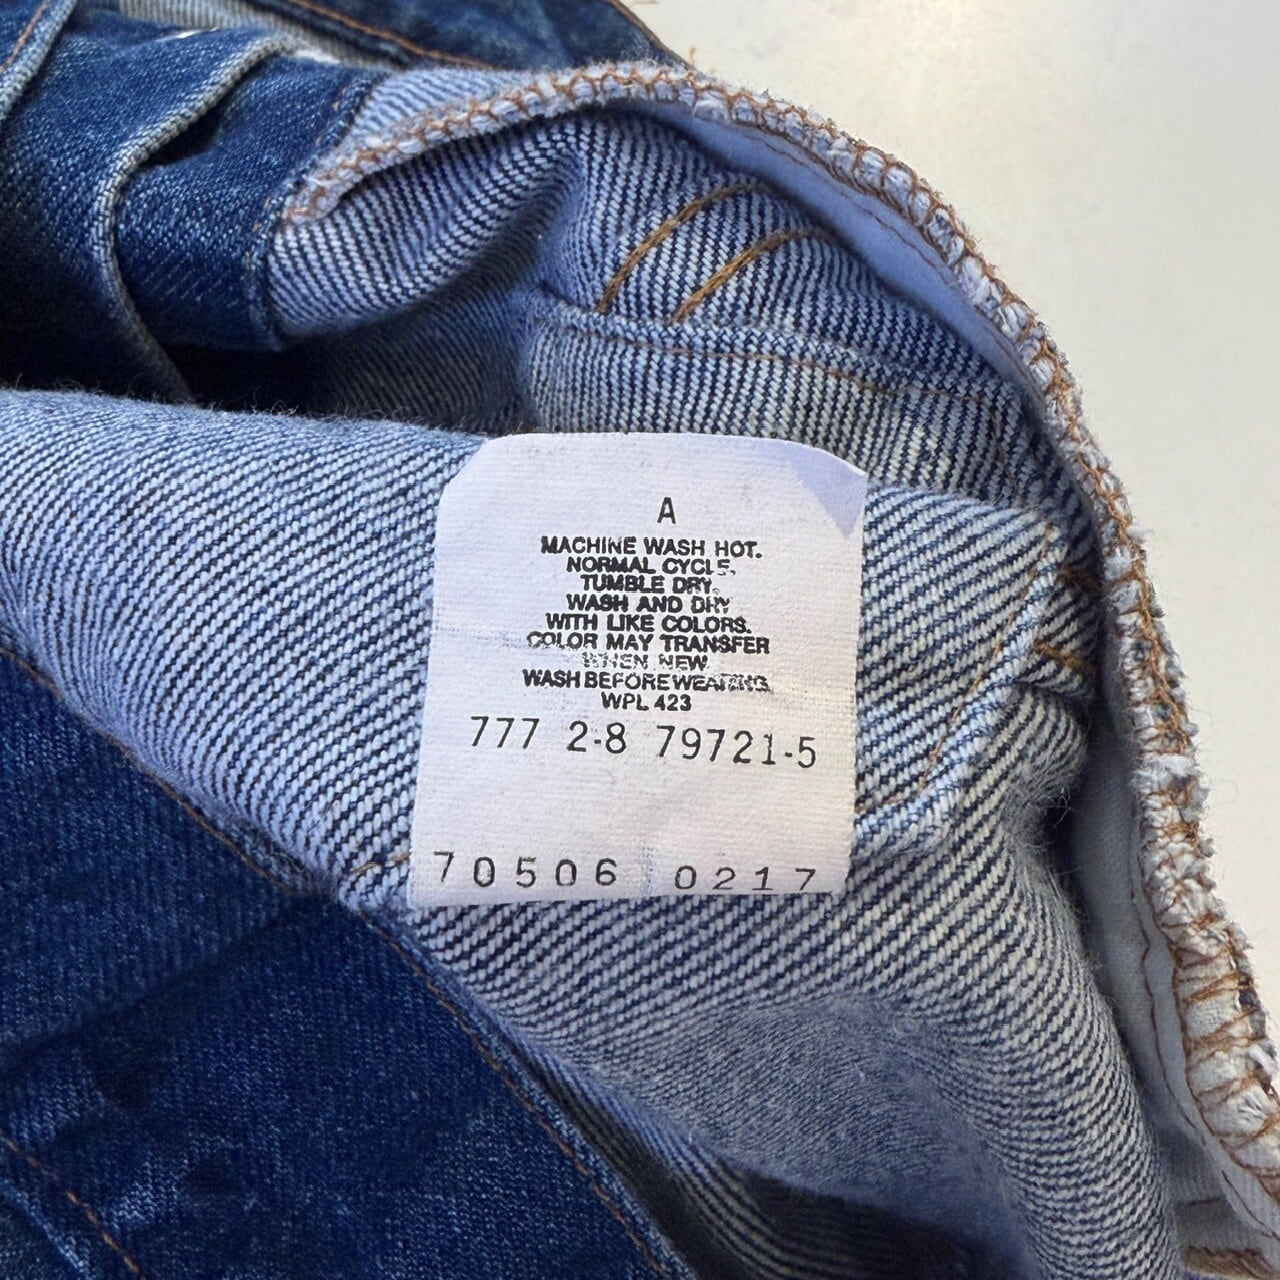 A
MACHINE WASH HOT.
NORMAL CYCLE.
TUMBLE DRY.
WASH AND DRY
WITH LIKE COLORS.
COLOR MAY TRANSFER
WHEN NEW
WASH BEFORE WEARING.
WPL 423
777 2-8 79721-5
70506 0217